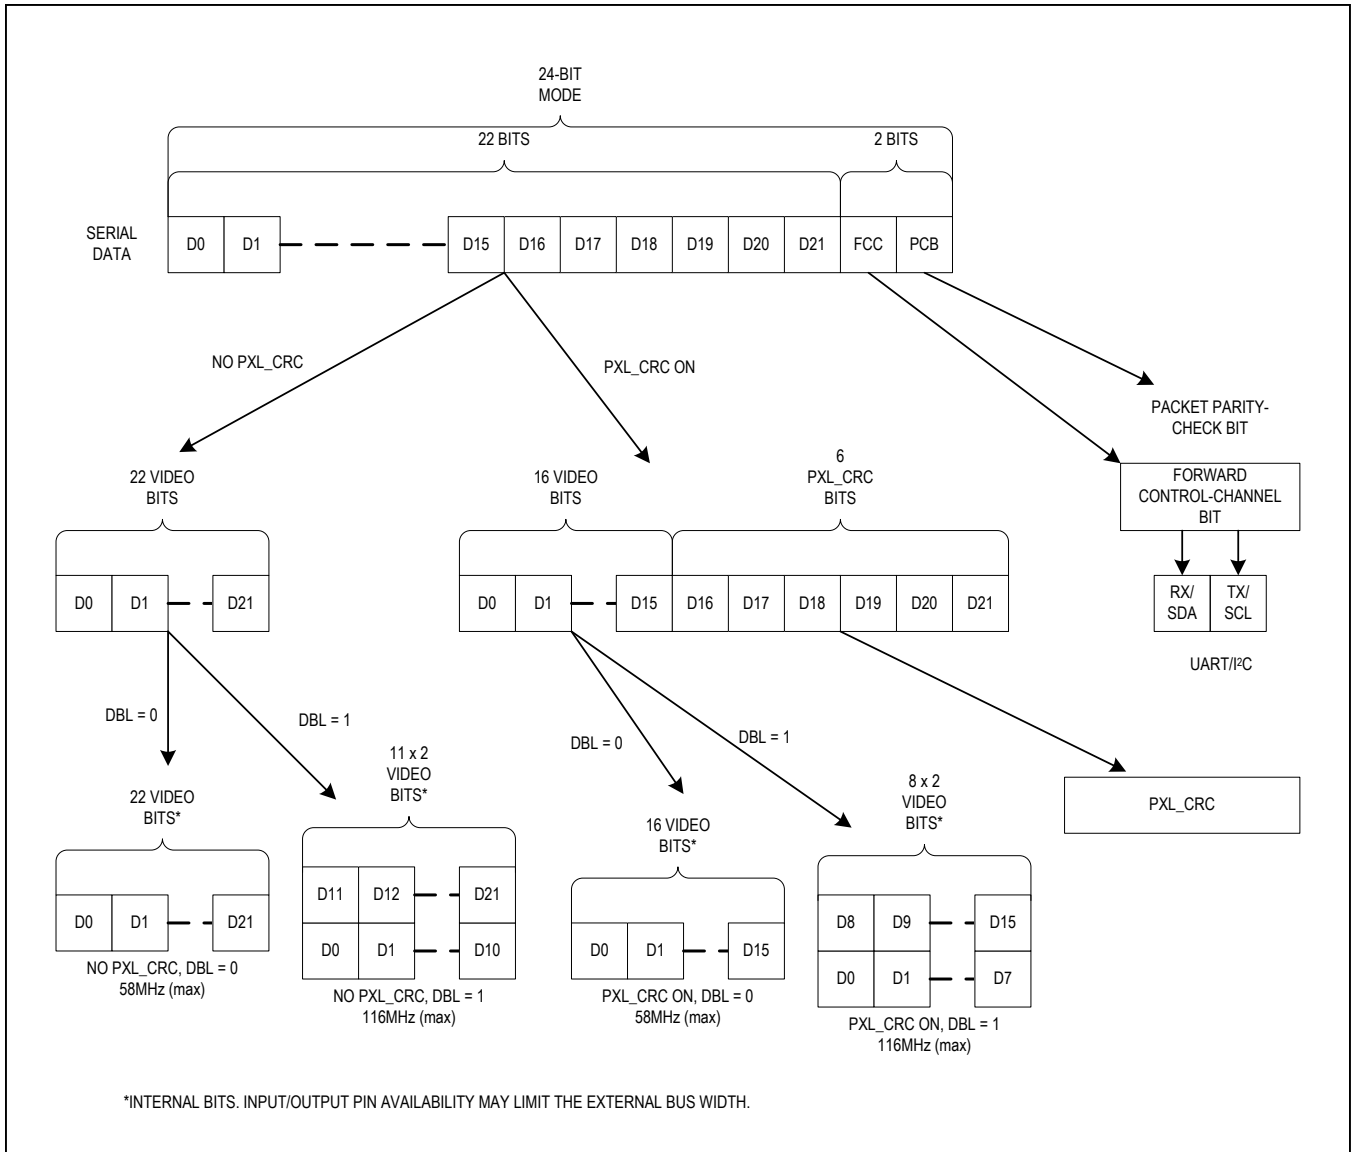 24-BIT
MODE
22 BITS
2 BITS
SERIAL
DATA
D0 D1 D15 D16 D17 D18 D19 D20 D21 FCC PCB
NO PXL_CRC
PXL_CRC ON
PACKET PARITY-
CHECK BIT
22 VIDEO
BITS
16 VIDEO
BITS
6
PXL_CRC
BITS
FORWARD
CONTROL-CHANNEL
BIT
D0 D1 D21
D0 D1 D15 D16 D17 D18 D19 D20 D21
RX/
SDA
TX/
SCL
UART/I²C
DBL = 0
DBL = 1
DBL = 0
DBL = 1
22 VIDEO
BITS*
D0 D1 D21
NO PXL_CRC, DBL = 0
58MHz (max)
11 x 2
VIDEO
BITS*
D11 D12 D21
D0 D1 D10
NO PXL_CRC, DBL = 1
116MHz (max)
16 VIDEO
BITS*
D0 D1 D15
PXL_CRC ON, DBL = 0
58MHz (max)
8 x 2
VIDEO
BITS*
D8 D9 D15
D0 D1 D7
PXL_CRC ON, DBL = 1
116MHz (max)
PXL_CRC
*INTERNAL BITS. INPUT/OUTPUT PIN AVAILABILITY MAY LIMIT THE EXTERNAL BUS WIDTH.